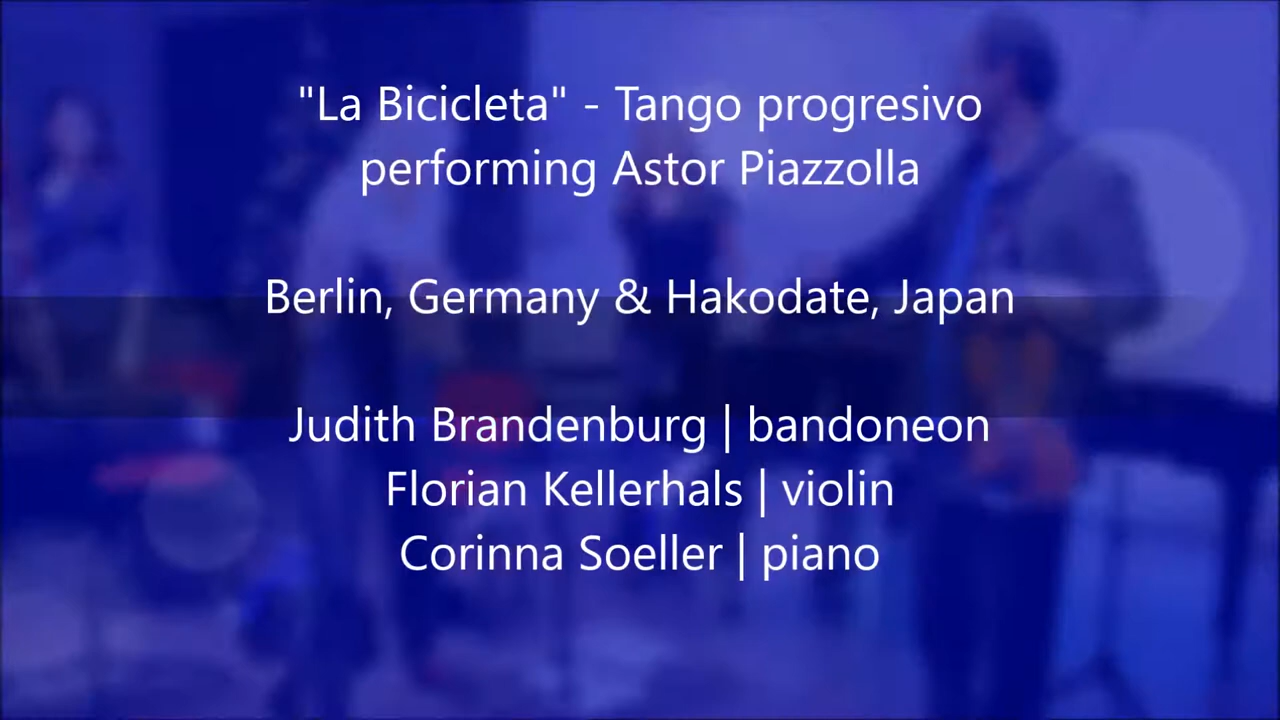 "La Bicicleta" - Tango progresivo
performing Astor Piazzolla
Berlin, Germany & Hakodate, Japan
Judith Brandenburg | bandoneon
Florian Kellerhals | violin
Corinna Soeller | piano